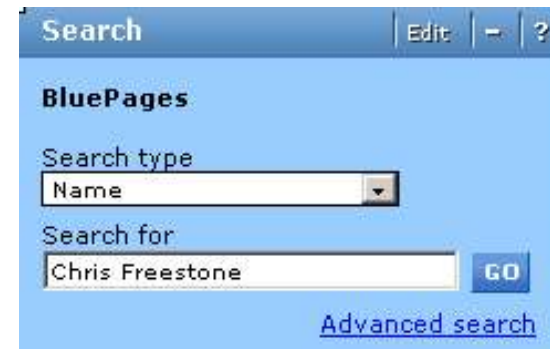 Search Edit - ?
BluePages
Search type
Name
Search for
Chris Freestone GO
Advanced search